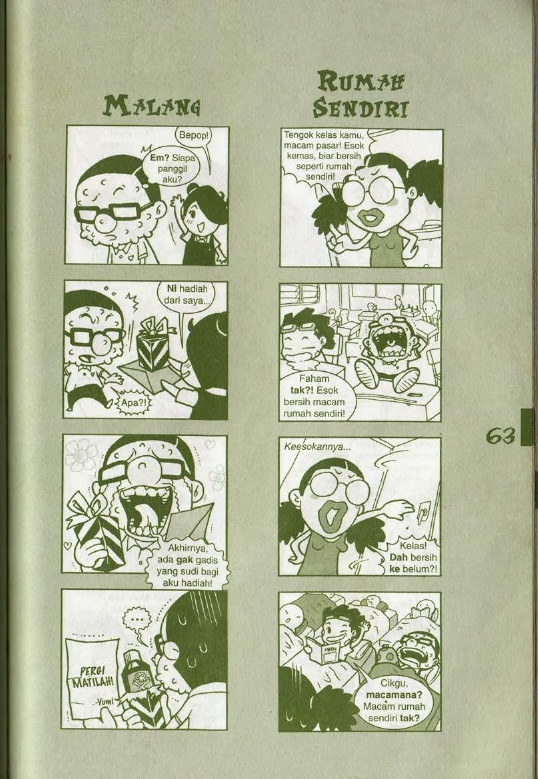 MALANG
Bepop!
Em? Siapa
panggil
aku?
Ni hadiah
dari saya...
Apa?!
Akhirnya,
ada gak gadis
yang sudi bagi
aku hadiah!
...
PERGI
MATILAH!
-Yumi
RUMAH
SENDIRI
Tengok kelas kamu,
macam pasar! Esok
kemas, biar bersih
seperti rumah
sendiri!
Faham
tak?! Esok
bersih macam
rumah sendiri!
Keesokannya...
Kelas!
Dah bersih
ke belum?!
Cikgu,
macamana?
Macam rumah
sendiri tak?
63